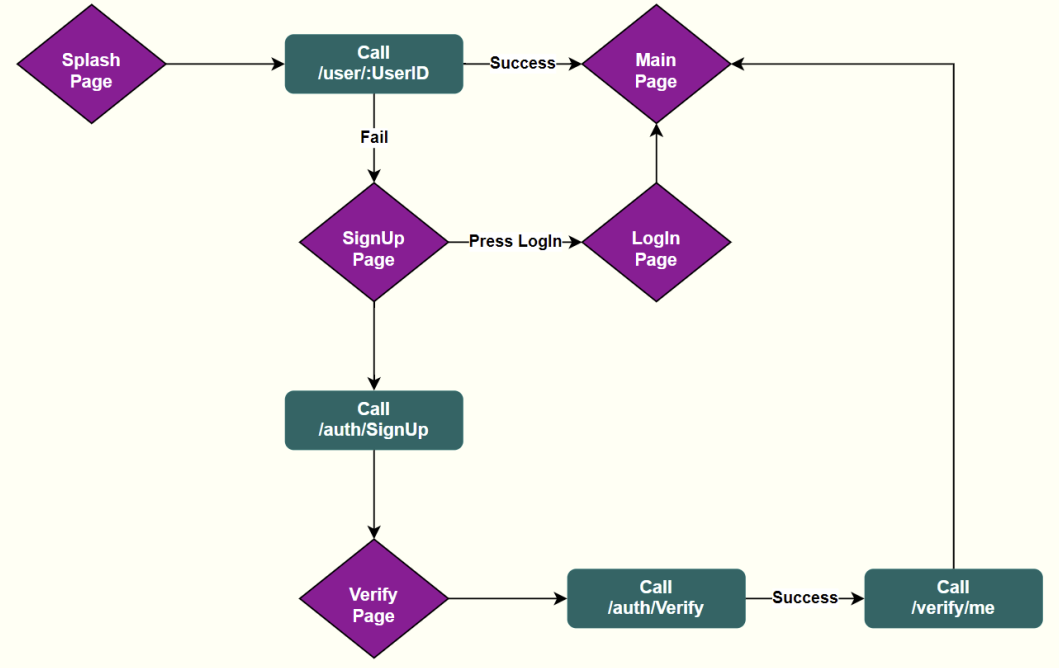 Splash
Page
Call
/user/:UserID
Success
Main
Page
Fail
SignUp
Page
Press LogIn
LogIn
Page
Call
/auth/SignUp
Verify
Page
Call
/auth/Verify
Success
Call
/verify/me